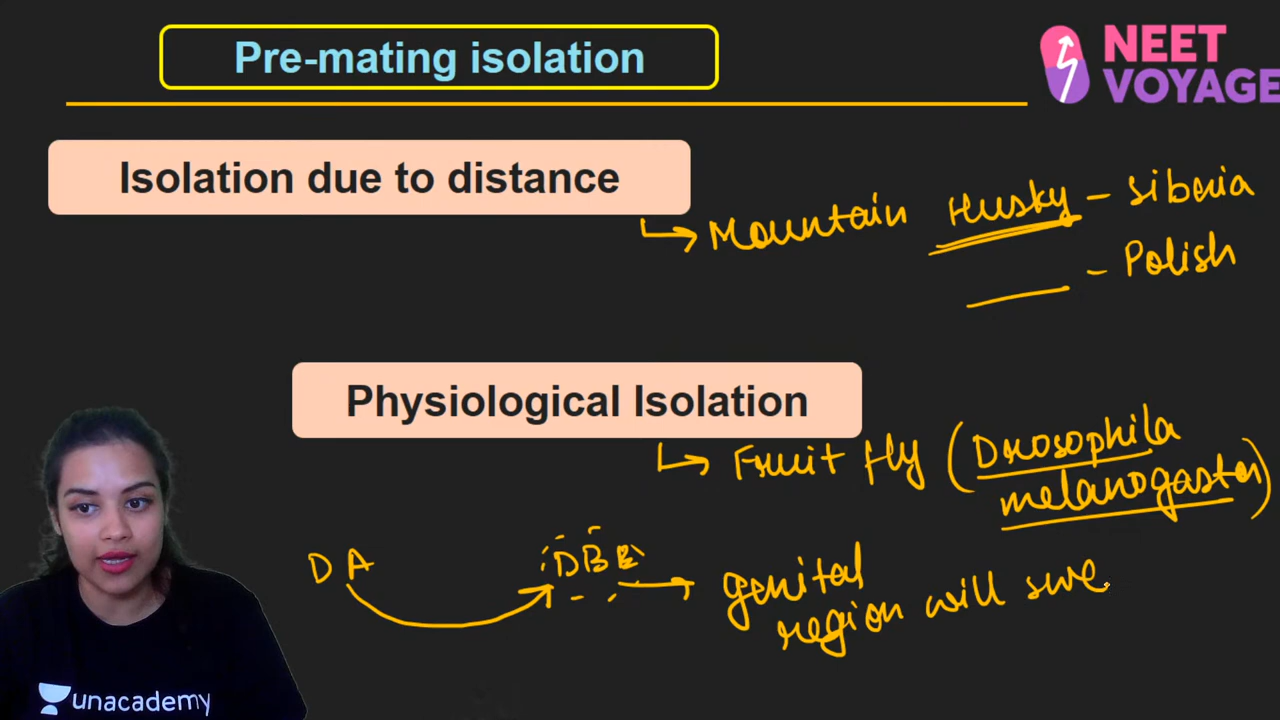 Pre-mating isolation
NEET
VOYAGE
Isolation due to distance
Mountain Husky - Siberia
- Polish
Physiological Isolation
Fruit fly (Drosophila
melanogaster)
D A
D B
genital
region will swe
unacademy